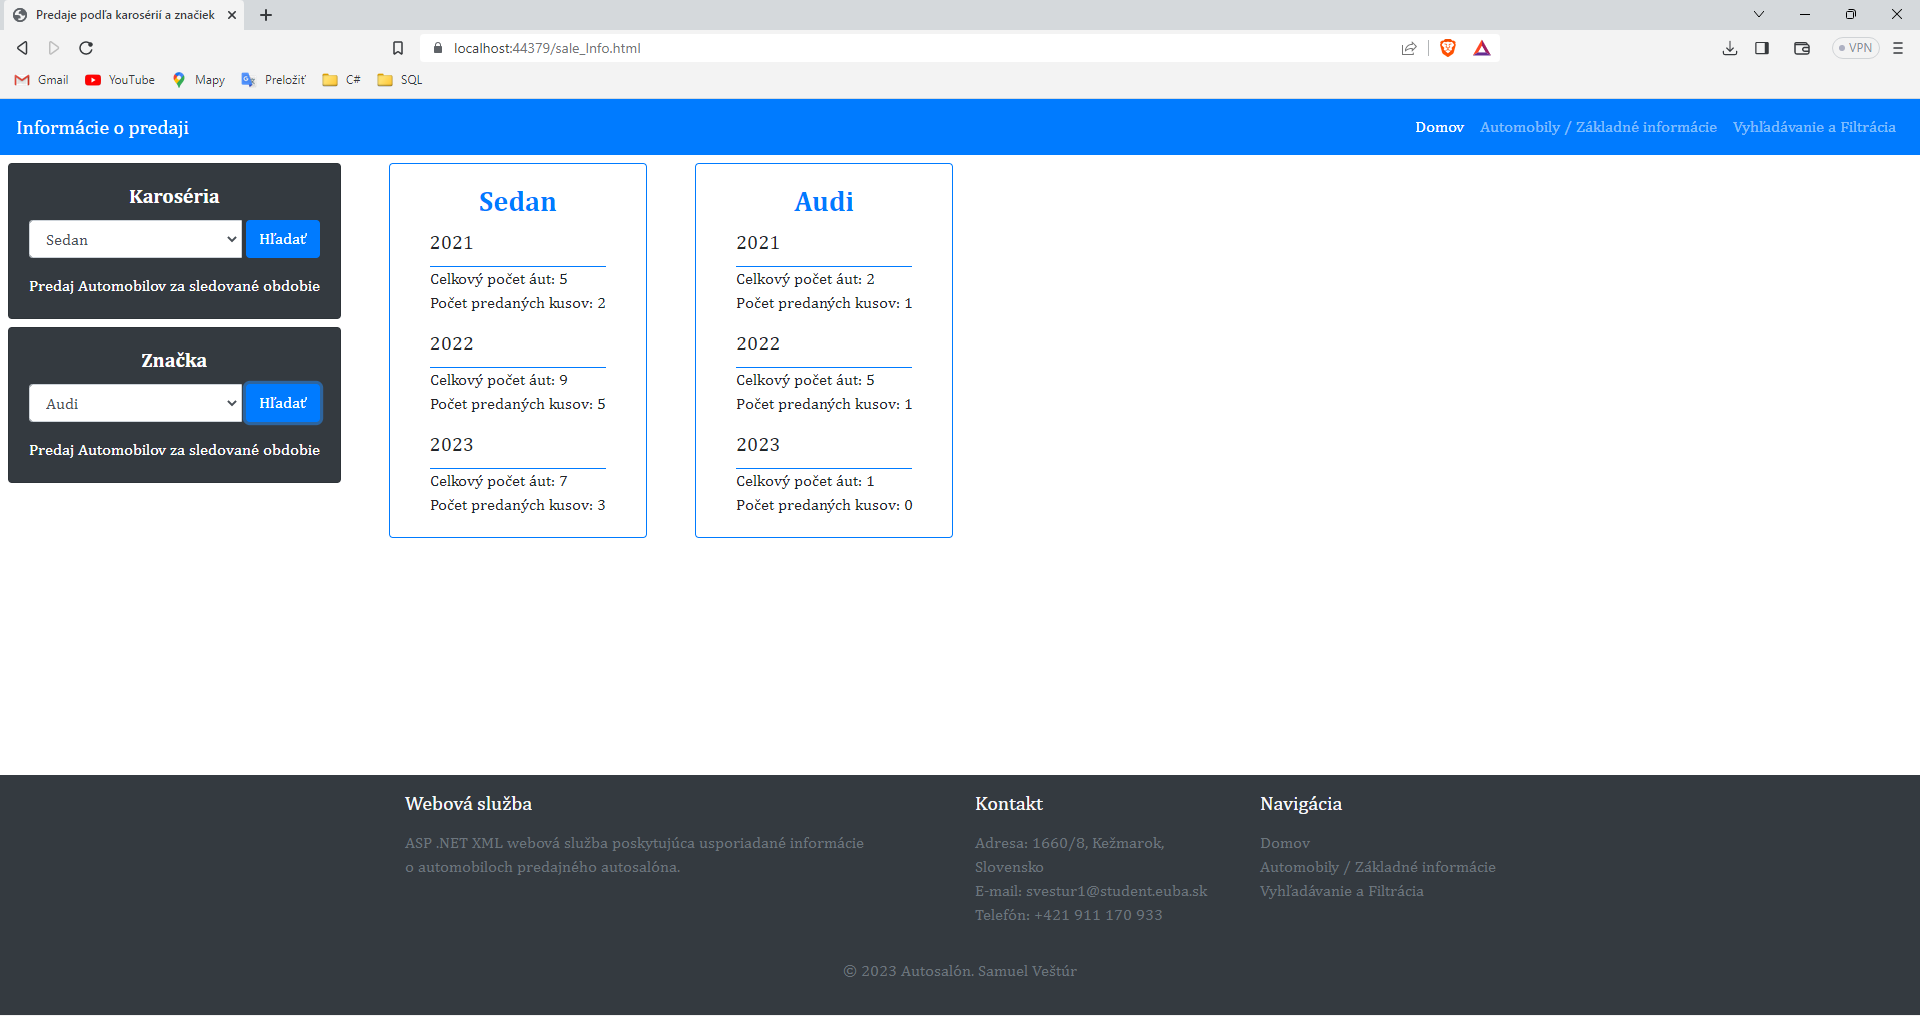 Predaje podľa karosérií a značiek
localhost:44379/sale_Info.html
VPN
Gmail YouTube Mapy Preložiť C# SQL
Informácie o predaji
Domov Automobily / Základné informácie Vyhľadávanie a Filtrácia
Karoséria
Sedan Hľadať
Predaj Automobilov za sledované obdobie
Značka
Audi Hľadať
Predaj Automobilov za sledované obdobie
Sedan
2021
Celkový počet áut: 5
Počet predaných kusov: 2
2022
Celkový počet áut: 9
Počet predaných kusov: 5
2023
Celkový počet áut: 7
Počet predaných kusov: 3
Audi
2021
Celkový počet áut: 2
Počet predaných kusov: 1
2022
Celkový počet áut: 5
Počet predaných kusov: 1
2023
Celkový počet áut: 1
Počet predaných kusov: 0
Webová služba
ASP .NET XML webová služba poskytujúca usporiadané informácie
o automobiloch predajného autosalóna.
Kontakt
Adresa: 1660/8, Kežmarok,
Slovensko
E-mail: svestur1@student.euba.sk
Telefón: +421 911 170 933
Navigácia
Domov
Automobily / Základné informácie
Vyhľadávanie a Filtrácia
© 2023 Autosalón. Samuel Veštúr